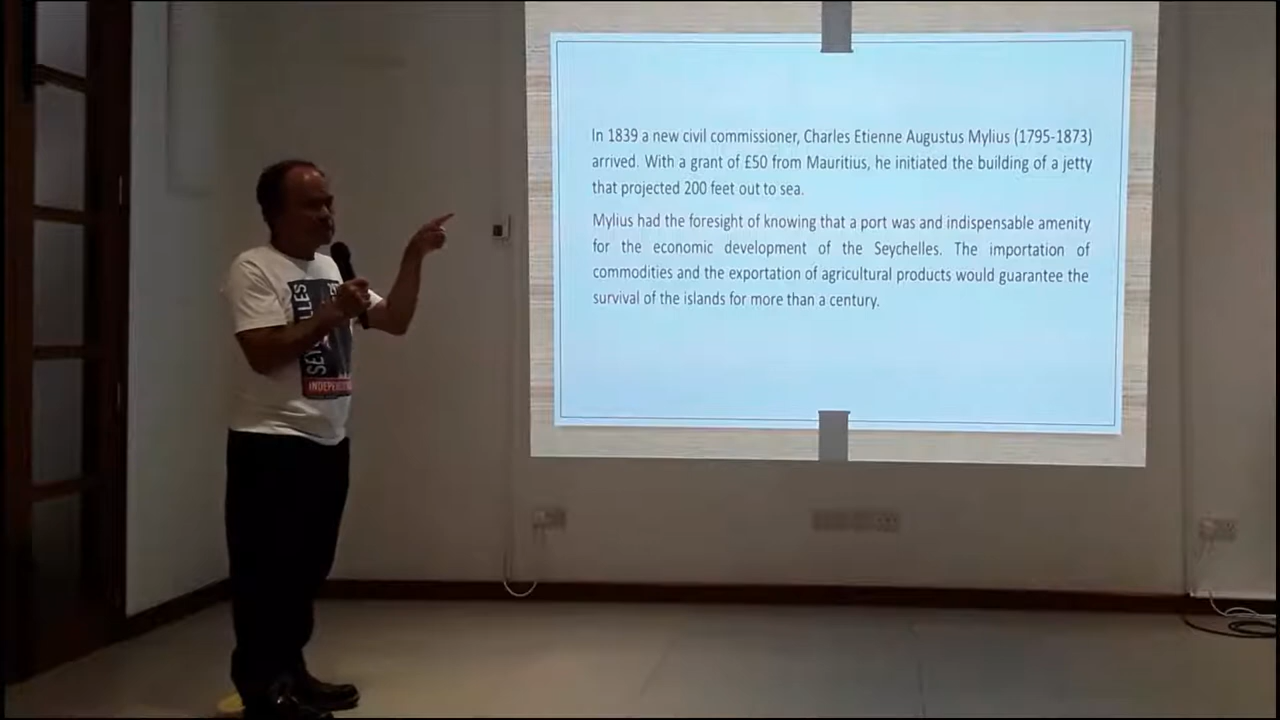 In 1839 a new civil commissioner, Charles Etienne Augustus Mylius (1795-1873)
arrived. With a grant of £50 from Mauritius, he initiated the building of a jetty
that projected 200 feet out to sea.
Mylius had the foresight of knowing that a port was and indispensable amenity
for the economic development of the Seychelles. The importation of
commodities and the exportation of agricultural products would guarantee the
survival of the islands for more than a century.